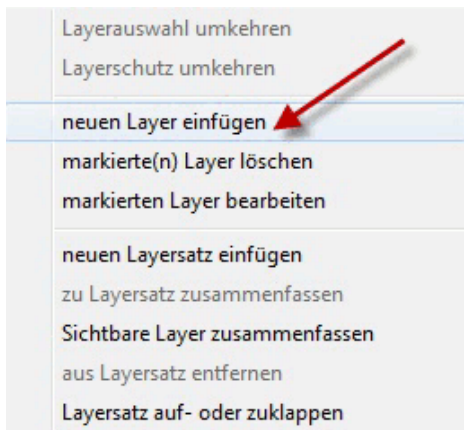 Layerauswahl umkehren
Layerschutz umkehren
neuen Layer einfügen
markierte(n) Layer löschen
markierten Layer bearbeiten
neuen Layersatz einfügen
zu Layersatz zusammenfassen
Sichtbare Layer zusammenfassen
aus Layersatz entfernen
Layersatz auf- oder zuklappen